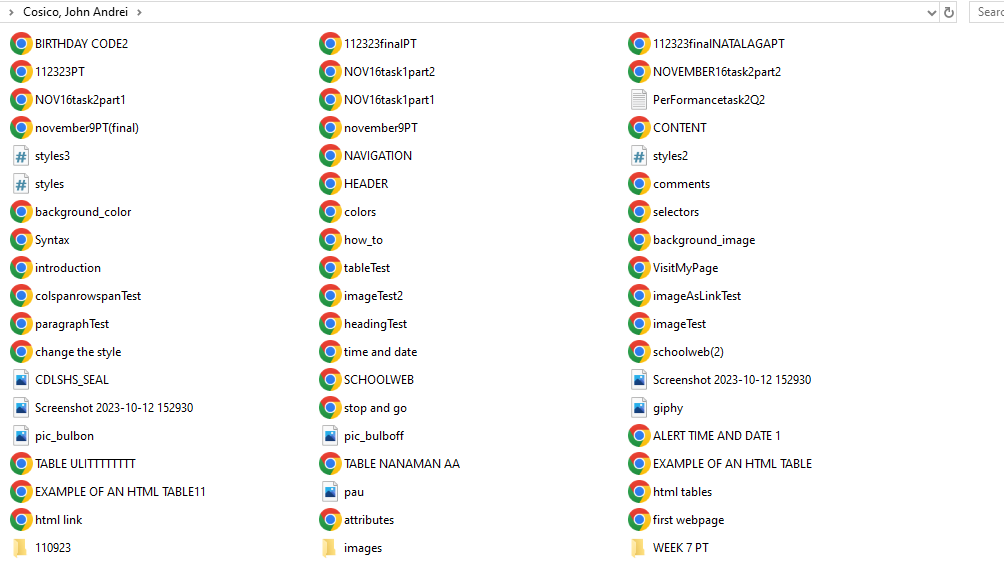 Cosico, John Andrei
Searc
BIRTHDAY CODE2
112323finalPT
112323finalNATALAGAPT
112323PT
NOV16task1part2
NOVEMBER16task2part2
NOV16task2part1
NOV16task1part1
PerFormancetask2Q2
november9PT(final)
november9PT
CONTENT
styles3
NAVIGATION
styles2
styles
HEADER
comments
background_color
colors
selectors
Syntax
how_to
background_image
introduction
tableTest
VisitMyPage
colspanrowspanTest
imageTest2
imageAsLinkTest
paragraphTest
headingTest
imageTest
change the style
time and date
schoolweb(2)
CDLSHS_SEAL
SCHOOLWEB
Screenshot 2023-10-12 152930
Screenshot 2023-10-12 152930
stop and go
giphy
pic_bulbon
pic_bulboff
ALERT TIME AND DATE 1
TABLE ULITTTTTTTT
TABLE NANAMAN AA
EXAMPLE OF AN HTML TABLE
EXAMPLE OF AN HTML TABLE11
pau
html tables
html link
attributes
first webpage
110923
images
WEEK 7 PT